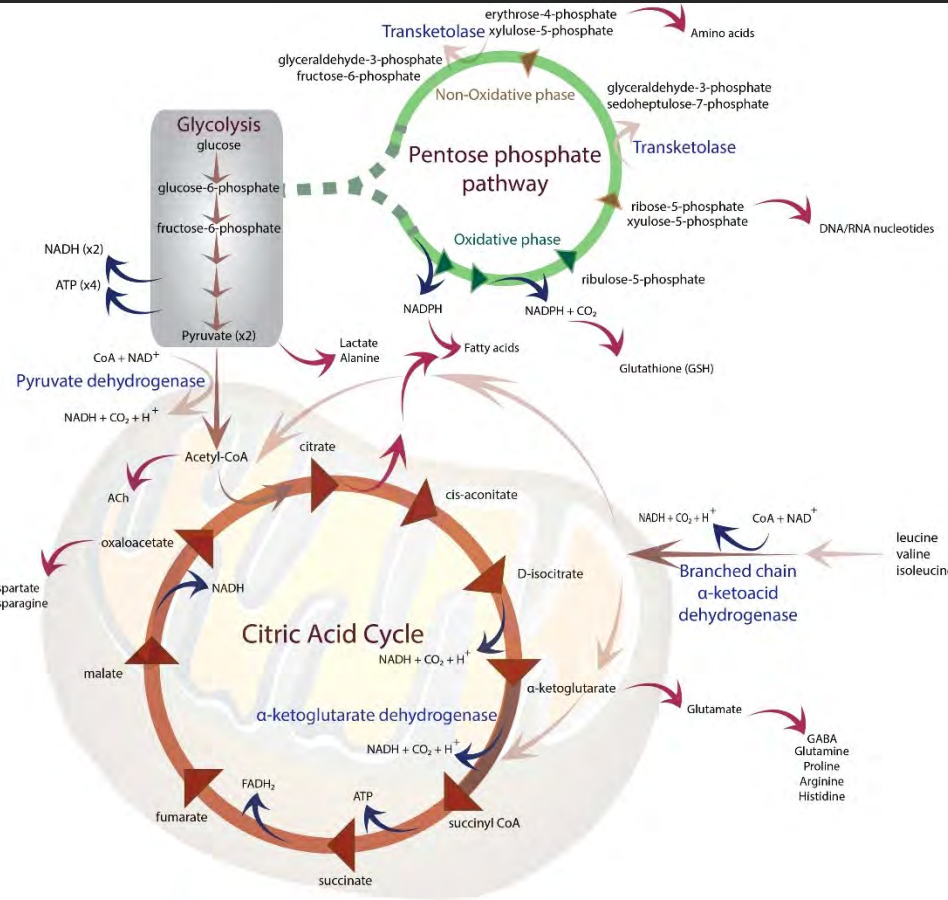 erythrose-4-phosphate
Transketolase xylulose-5-phosphate
Amino acids
glyceraldehyde-3-phosphate
fructose-6-phosphate
Non-Oxidative phase
glyceraldehyde-3-phosphate
sedoheptulose-7-phosphate
Transketolase
Pentose phosphate
pathway
Oxidative phase
ribose-5-phosphate
xyulose-5-phosphate
DNA/RNA nucleotides
ribulose-5-phosphate
NADPH
NADPH + CO₂
Fatty acids
Glutathione (GSH)
Glycolysis
glucose
glucose-6-phosphate
fructose-6-phosphate
NADH (x2)
ATP (x4)
Pyruvate (x2)
Lactate
Alanine
CoA + NAD⁺
Pyruvate dehydrogenase
NADH + CO₂ + H⁺
Acetyl-CoA
ACh
citrate
cis-aconitate
oxaloacetate
spartate
sparagine
NADH
D-isocitrate
NADH + CO₂ + H⁺
CoA + NAD⁺
leucine
valine
isoleucine
Branched chain
α-ketoacid
dehydrogenase
Citric Acid Cycle
NADH + CO₂ + H⁺
malate
α-ketoglutarate
Glutamate
GABA
Glutamine
Proline
Arginine
Histidine
α-ketoglutarate dehydrogenase
NADH + CO₂ + H⁺
FADH₂
ATP
fumarate
succinyl CoA
succinate